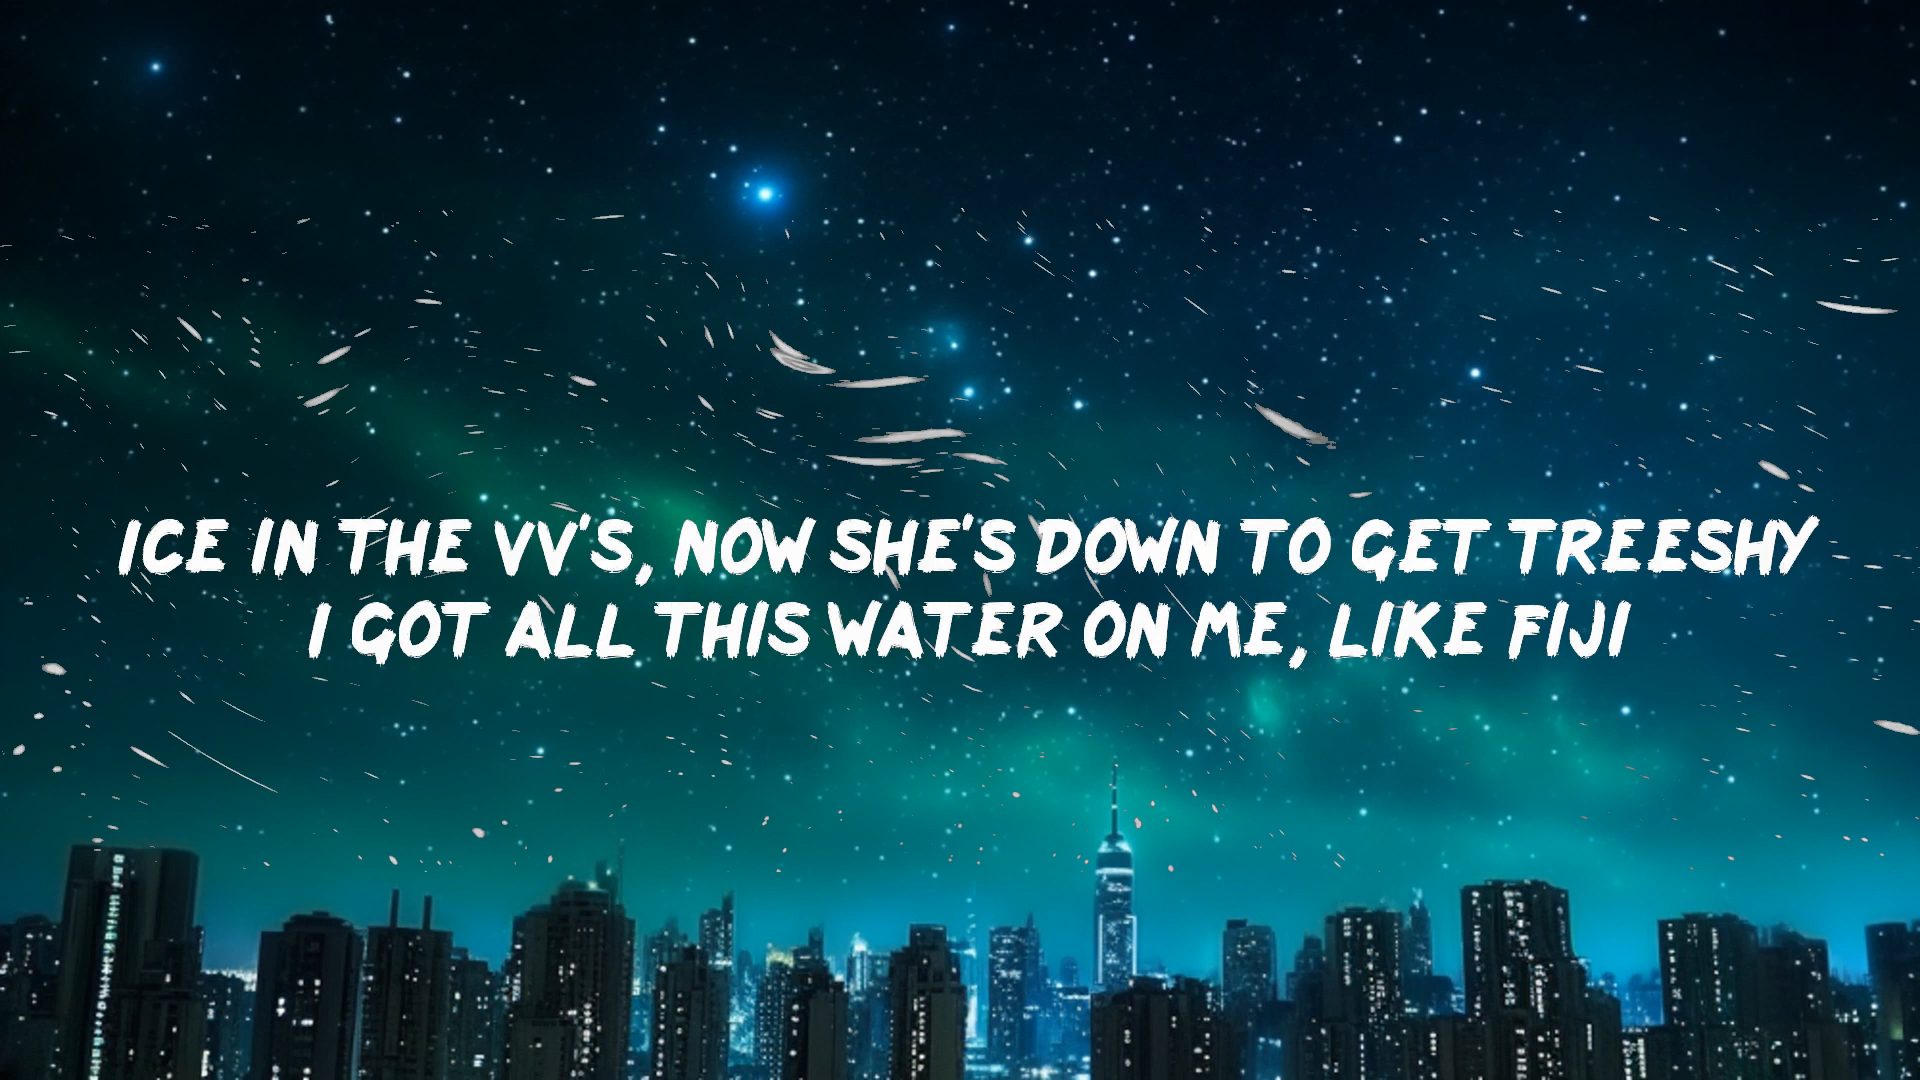 ICE IN THE VV'S, NOW SHE'S DOWN TO GET TREESHY
I GOT ALL THIS WATER ON ME, LIKE FIJI